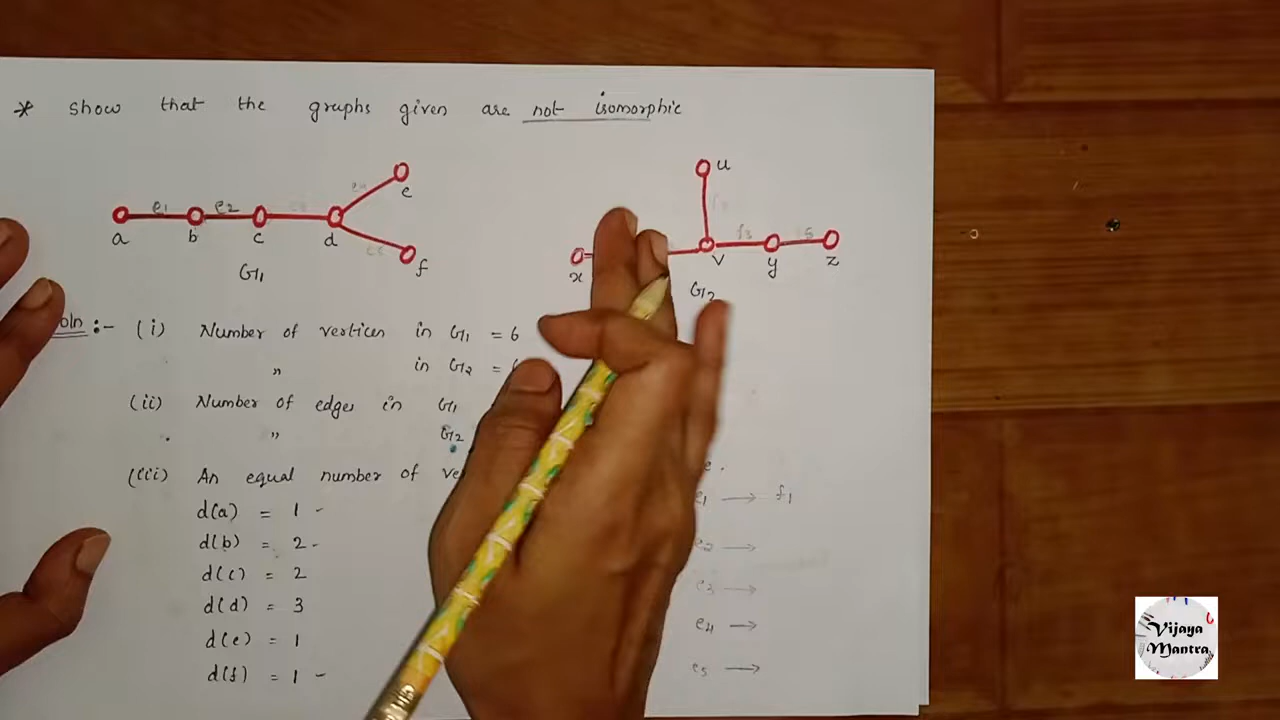 * Show that the graphs given are not isomorphic
e
u
e1 e2
f3 5
a b c d
f
x v y z
G1
G2
oln :- (i) Number of vertices in G1 = 6
„ in G2 =
(ii) Number of edges in G1
„ G2
(iii) An equal number of ve
d(a) = 1 -
e1 → f1
d(b) = 2 -
e2 →
d(c) = 2
e3 →
d(d) = 3
e4 →
d(e) = 1
e5 →
d(f) = 1 -
Vijaya
Mantra